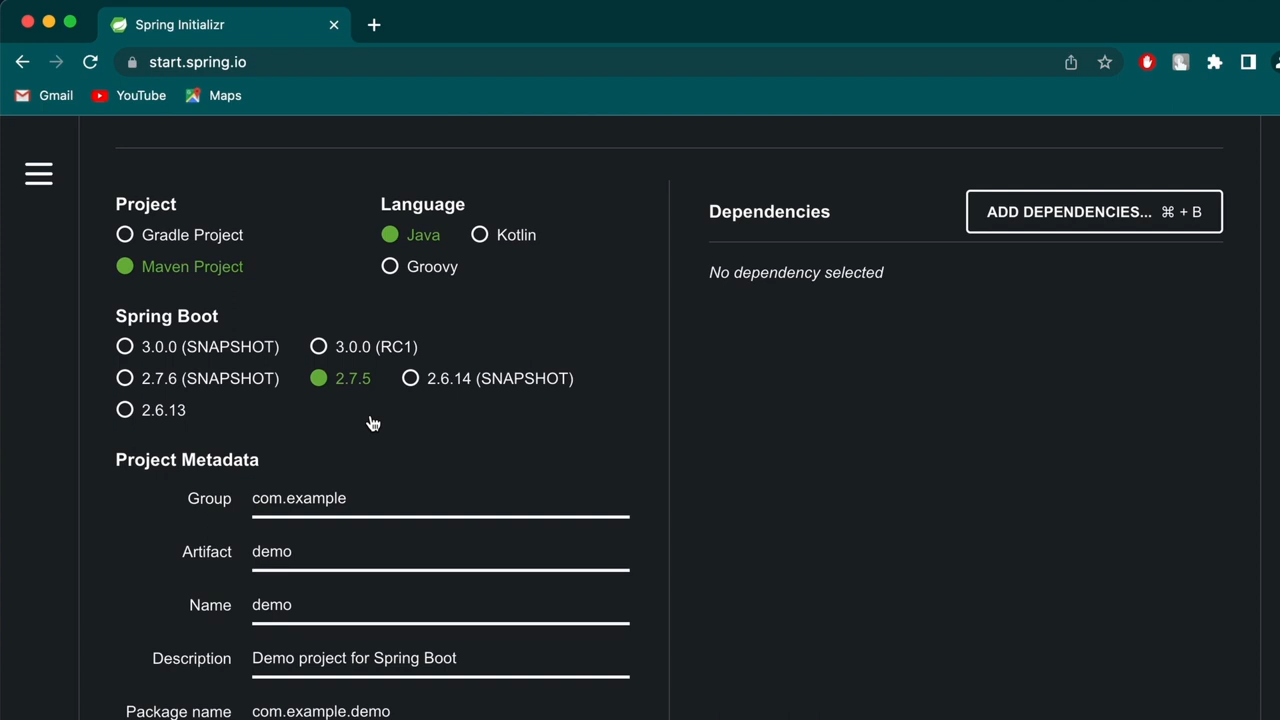 Spring Initializr
start.spring.io
Gmail YouTube Maps
Project
Gradle Project
Maven Project
Language
Java Kotlin
Groovy
Spring Boot
3.0.0 (SNAPSHOT) 3.0.0 (RC1)
2.7.6 (SNAPSHOT) 2.7.5 2.6.14 (SNAPSHOT)
2.6.13
Project Metadata
Group com.example
Artifact demo
Name demo
Description Demo project for Spring Boot
Package name com.example.demo
Dependencies ADD DEPENDENCIES... ⌘ + B
No dependency selected